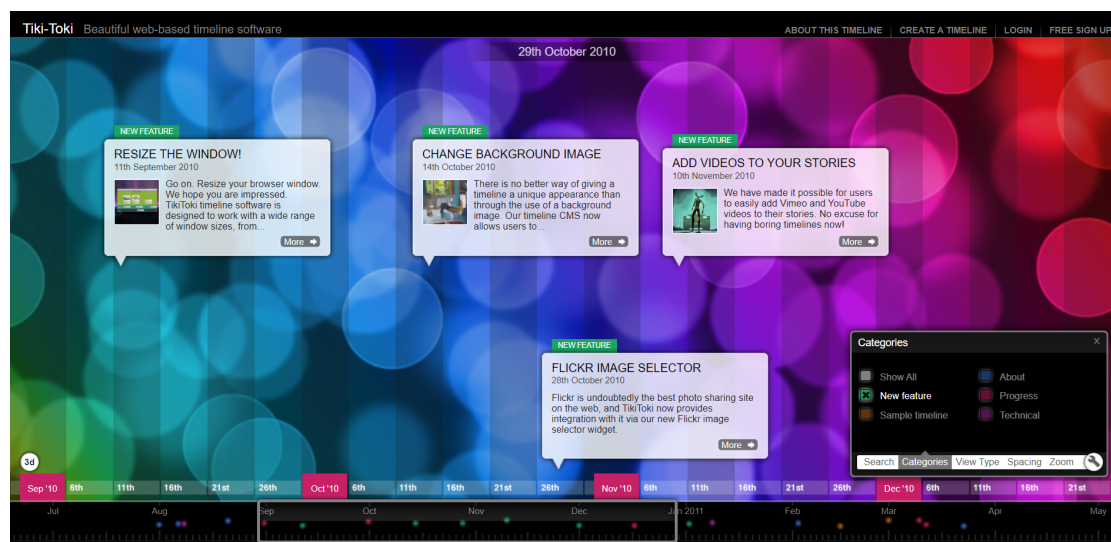 Tiki-Toki Beautiful web-based timeline software
ABOUT THIS TIMELINE CREATE A TIMELINE LOGIN FREE SIGN UP
29th October 2010
NEW FEATURE
RESIZE THE WINDOW!
11th September 2010
Go on. Resize your browser window.
We hope you are impressed.
TikiToki timeline software is
designed to work with a wide range
of window sizes, from...
More
NEW FEATURE
CHANGE BACKGROUND IMAGE
14th October 2010
There is no better way of giving a
timeline a unique appearance than
through the use of a background
image. Our timeline CMS now
allows users to...
More
NEW FEATURE
ADD VIDEOS TO YOUR STORIES
10th November 2010
We have made it possible for users
to easily add Vimeo and YouTube
videos to their stories. No excuse for
having boring timelines now!
More
NEW FEATURE
FLICKR IMAGE SELECTOR
28th October 2010
Flickr is undoubtedly the best photo sharing site
on the web, and TikiToki now provides
integration with it via our new Flickr image
selector widget.
More
Categories X
Show All About
New feature Progress
Sample timeline Technical
Search Categories View Type Spacing Zoom
3d
Sep '10 6th 11th 16th 21st 26th Oct '10 6th 11th 16th 21st 26th Nov '10 6th 11th 16th 21st 26th Dec '10 6th 11th 16th 21st
Jul Aug Sep Oct Nov Dec Jan 2011 Feb Mar Apr May